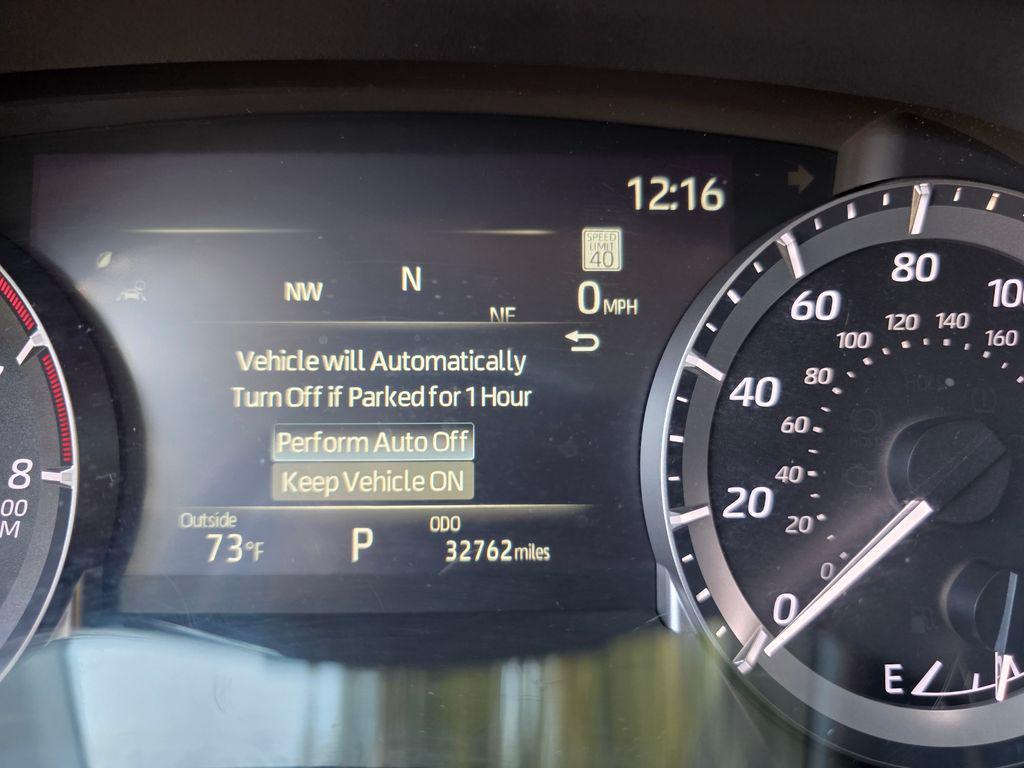 12:16
SPEED
LIMIT
40
NW N NE
0 MPH
Vehicle will Automatically
Turn Off if Parked for 1 Hour
Perform Auto Off
Keep Vehicle ON
Outside
73°F
P
ODO
32762 miles
8
00
M
0 20 40 60 80 100
0 20 40 60 80 100 120 140 160
E